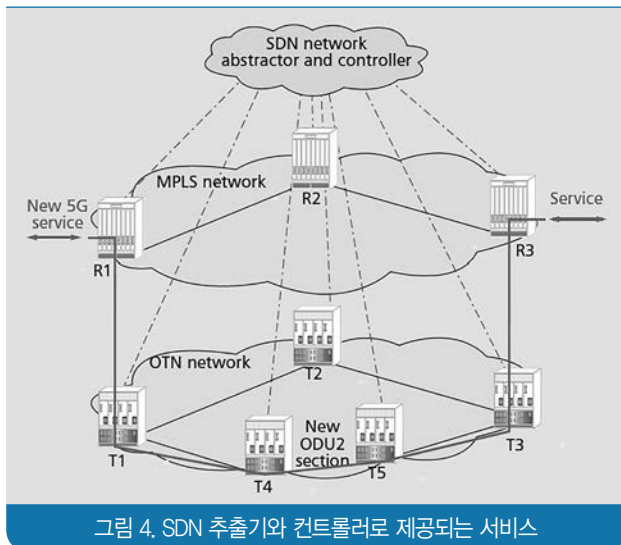 SDN network
abstractor and controller
MPLS network
R2
New 5G
service
Service
R1
R3
OTN network
T2
New
ODU2
section
T1
T4
T5
T3
그림 4. SDN 추출기와 컨트롤러로 제공되는 서비스